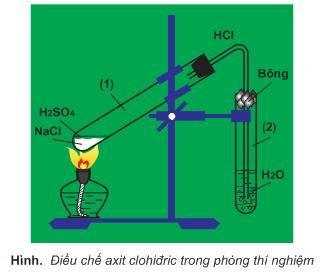 HCl
(1)
Bông
H₂SO₄
NaCl
(2)
H₂O
Hình. Điều chế axit clohiđric trong phòng thí nghiệm